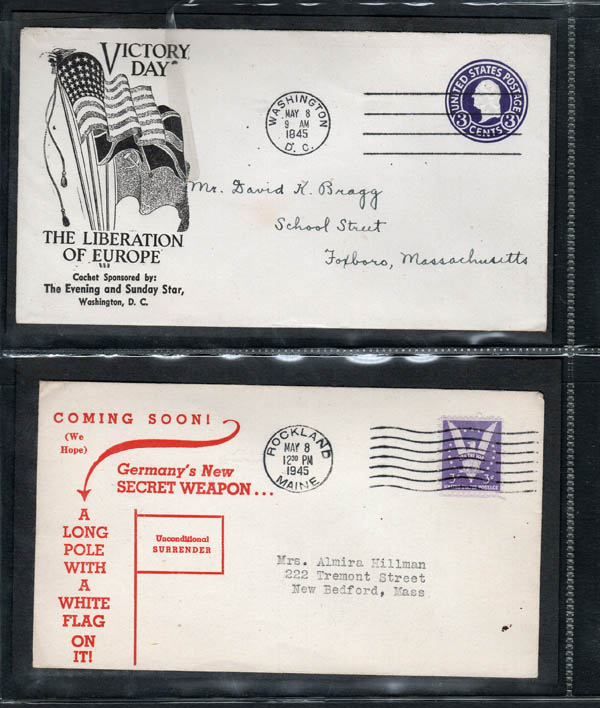 VICTORY
DAY
THE LIBERATION
OF EUROPE
Cachet Sponsored by:
The Evening and Sunday Star,
Washington, D. C.
WASHINGTON
MAY 8
9 AM
1945
D. C.
UNITED STATES POSTAGE
3 CENTS 3
Mr. David K. Bragg
School Street
Foxboro, Massachusetts
COMING SOON!
(We
Hope)
Germany's New
SECRET WEAPON...
A
LONG
POLE
WITH
A
WHITE
FLAG
ON
IT!
Unconditional
SURRENDER
ROCKLAND
MAY 8
1230 PM
1945
MAINE
3 3¢
Mrs. Almira Hillman
222 Tremont Street
New Bedford, Mass